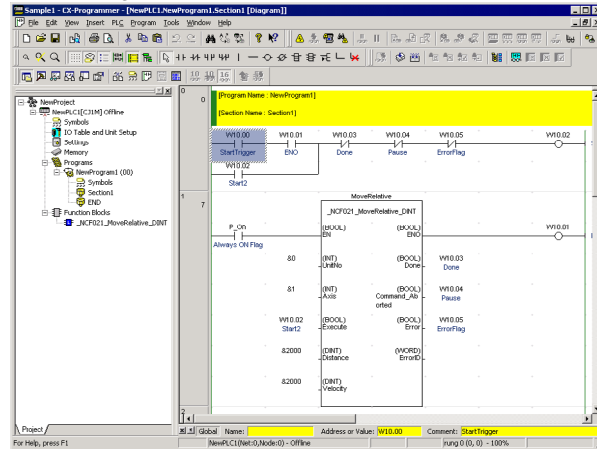 Sample1 - CX-Programmer - [NewPLC1.NewProgram1.Section1 [Diagram]]
File Edit View Insert PLC Program Tools Window Help
NewProject
NewPLC1[CJ1M] Offline
Symbols
IO Table and Unit Setup
Settings
Memory
Programs
NewProgram1 (00)
Symbols
Section1
END
Function Blocks
_NCF021_MoveRelative_DINT
Project
0
0
[Program Name : NewProgram1]
[Section Name : Section1]
W10.00 W10.01 W10.03 W10.04 W10.05 W10.02
StartTrigger ENO Done Pause ErrorFlag
W10.02
Start2
1
7
MoveRelative
_NCF021_MoveRelative_DINT
P_On (BOOL) (BOOL) W10.01
EN ENO
Always ON Flag
&0 (INT) (BOOL) W10.03
UnitNo Done Done
&1 (INT) (BOOL) W10.04
Axis Command_Ab Pause
orted
W10.02 (BOOL) (BOOL) W10.05
Start2 Execute Error ErrorFlag
&2000 (DINT) (WORD)
Distance ErrorID
&2000 (DINT)
Velocity
2
Global Name: Address or Value: W10.00 Comment: StartTrigger
For Help, press F1 NewPLC1(Net:0,Node:0) - Offline rung 0 (0, 0) - 100%